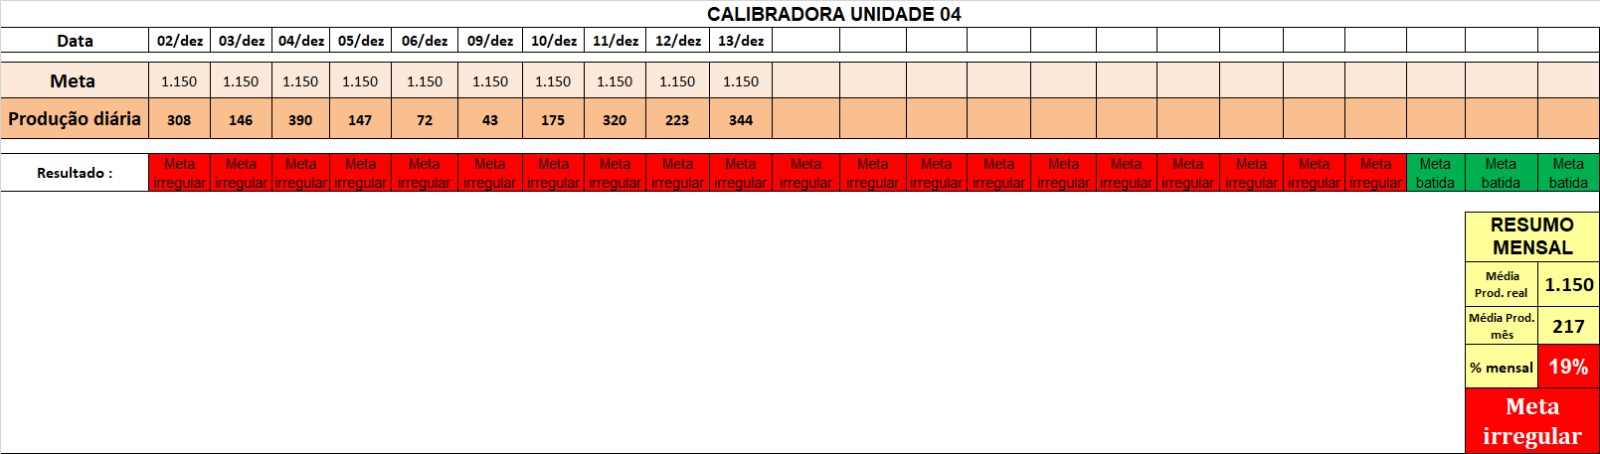 CALIBRADORA UNIDADE 04
Data 02/dez 03/dez 04/dez 05/dez 06/dez 09/dez 10/dez 11/dez 12/dez 13/dez
Meta 1.150 1.150 1.150 1.150 1.150 1.150 1.150 1.150 1.150 1.150
Produção diária 308 146 390 147 72 43 175 320 223 344
Resultado : Meta irregular Meta irregular Meta irregular Meta irregular Meta irregular Meta irregular Meta irregular Meta irregular Meta irregular Meta irregular Meta irregular Meta irregular Meta irregular Meta irregular Meta irregular Meta irregular Meta irregular Meta irregular Meta irregular Meta irregular Meta batida Meta batida Meta batida
RESUMO
MENSAL
Média
Prod. real 1.150
Média Prod.
mês 217
% mensal 19%
Meta
irregular